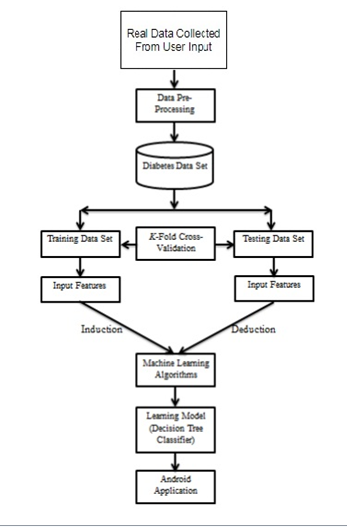 Real Data Collected
From User Input
Data Pre-
Processing
Diabetes Data Set
Training Data Set
K-Fold Cross-
Validation
Testing Data Set
Input Features
Input Features
Induction
Deduction
Machine Learning
Algorithms
Learning Model
(Decision Tree
Classifier)
Android
Application